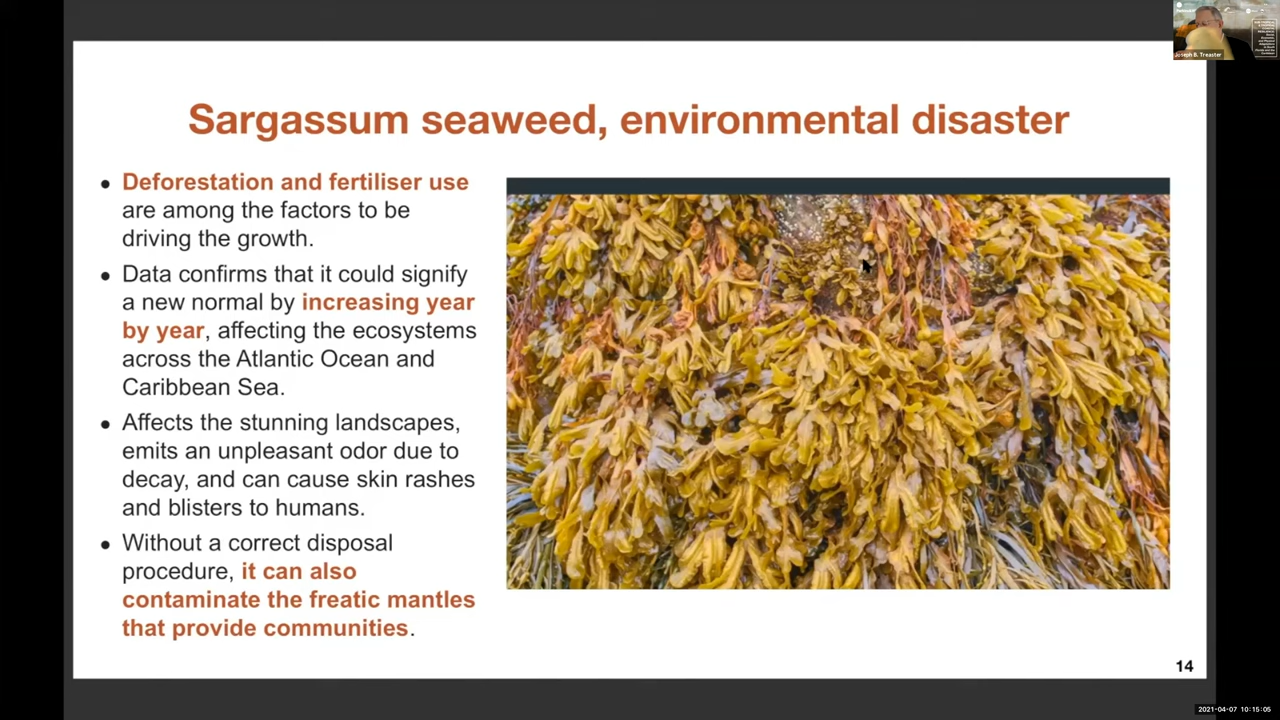 Sargassum seaweed, environmental disaster
• Deforestation and fertiliser use
are among the factors to be
driving the growth.
• Data confirms that it could signify
a new normal by increasing year
by year, affecting the ecosystems
across the Atlantic Ocean and
Caribbean Sea.
• Affects the stunning landscapes,
emits an unpleasant odor due to
decay, and can cause skin rashes
and blisters to humans.
• Without a correct disposal
procedure, it can also
contaminate the freatic mantles
that provide communities.
14
Joseph B. Treaster
2021-04-07 10:15:05